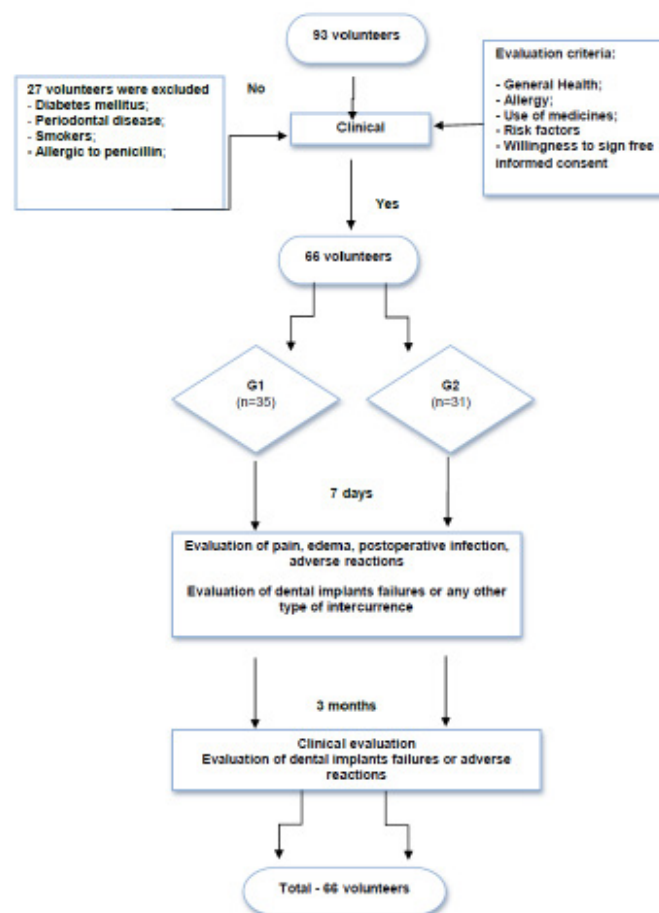 93 volunteers
Evaluation criteria:
- General Health;
- Allergy;
- Use of medicines;
- Risk factors
- Willingness to sign free
informed consent
27 volunteers were excluded
- Diabetes mellitus;
- Periodontal disease;
- Smokers;
- Allergic to penicillin;
No
Clinical
Yes
66 volunteers
G1
(n=35)
G2
(n=31)
7 days
Evaluation of pain, edema, postoperative infection,
adverse reactions
Evaluation of dental implants failures or any other
type of intercurrence
3 months
Clinical evaluation
Evaluation of dental implants failures or adverse
reactions
Total - 66 volunteers